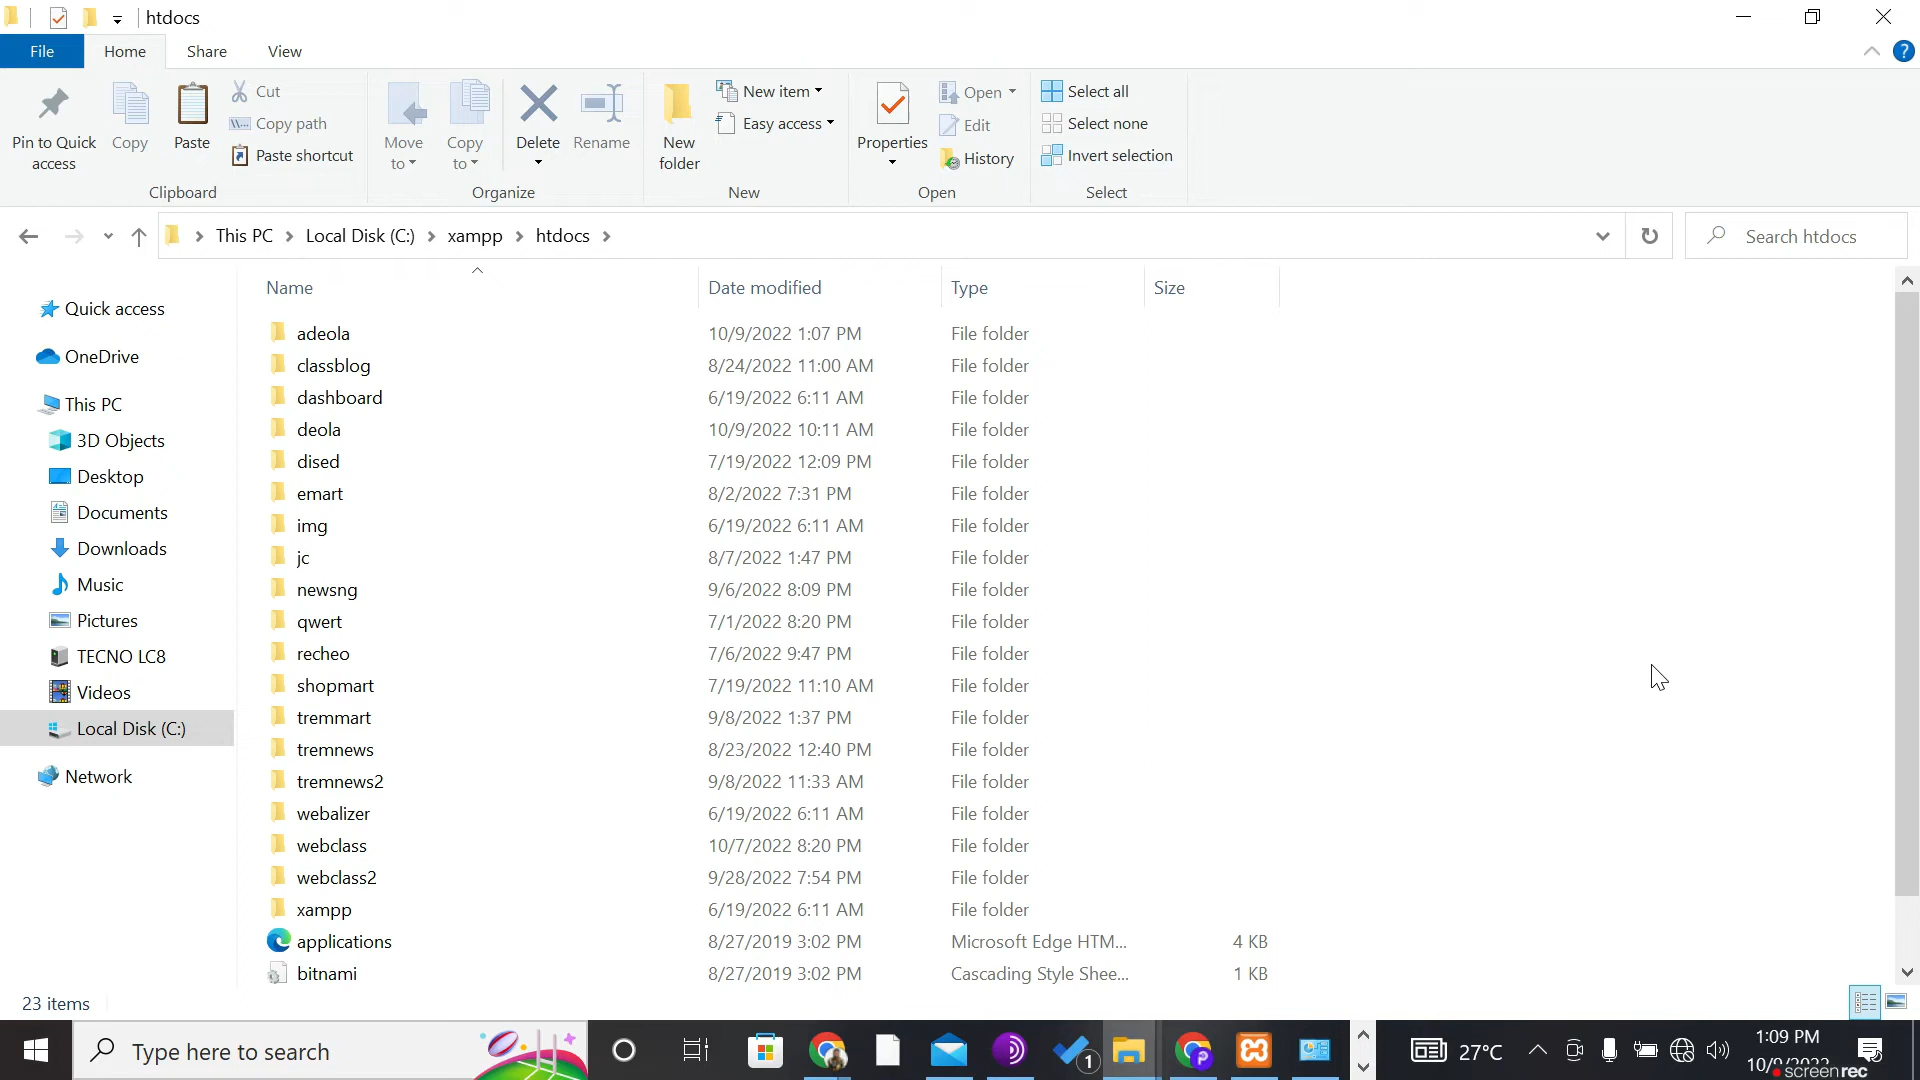 htdocs
File Home Share View
Pin to Quick access
Copy
Paste
Cut
Copy path
Paste shortcut
Clipboard
Move to
Copy to
Delete
Rename
Organize
New folder
New item
Easy access
New
Properties
Open
Edit
History
Open
Select all
Select none
Invert selection
Select
This PC Local Disk (C:) xampp htdocs
Search htdocs
Quick access
OneDrive
This PC
3D Objects
Desktop
Documents
Downloads
Music
Pictures
TECNO LC8
Videos
Local Disk (C:)
Network
Name Date modified Type Size
adeola 10/9/2022 1:07 PM File folder
classblog 8/24/2022 11:00 AM File folder
dashboard 6/19/2022 6:11 AM File folder
deola 10/9/2022 10:11 AM File folder
dised 7/19/2022 12:09 PM File folder
emart 8/2/2022 7:31 PM File folder
img 6/19/2022 6:11 AM File folder
jc 8/7/2022 1:47 PM File folder
newsng 9/6/2022 8:09 PM File folder
qwert 7/1/2022 8:20 PM File folder
recheo 7/6/2022 9:47 PM File folder
shopmart 7/19/2022 11:10 AM File folder
tremmart 9/8/2022 1:37 PM File folder
tremnews 8/23/2022 12:40 PM File folder
tremnews2 9/8/2022 11:33 AM File folder
webalizer 6/19/2022 6:11 AM File folder
webclass 10/7/2022 8:20 PM File folder
webclass2 9/28/2022 7:54 PM File folder
xampp 6/19/2022 6:11 AM File folder
applications 8/27/2019 3:02 PM Microsoft Edge HTM... 4 KB
bitnami 8/27/2019 3:02 PM Cascading Style Shee... 1 KB
23 items
Type here to search
1
27°C
1:09 PM
10/9/2022
screenrec